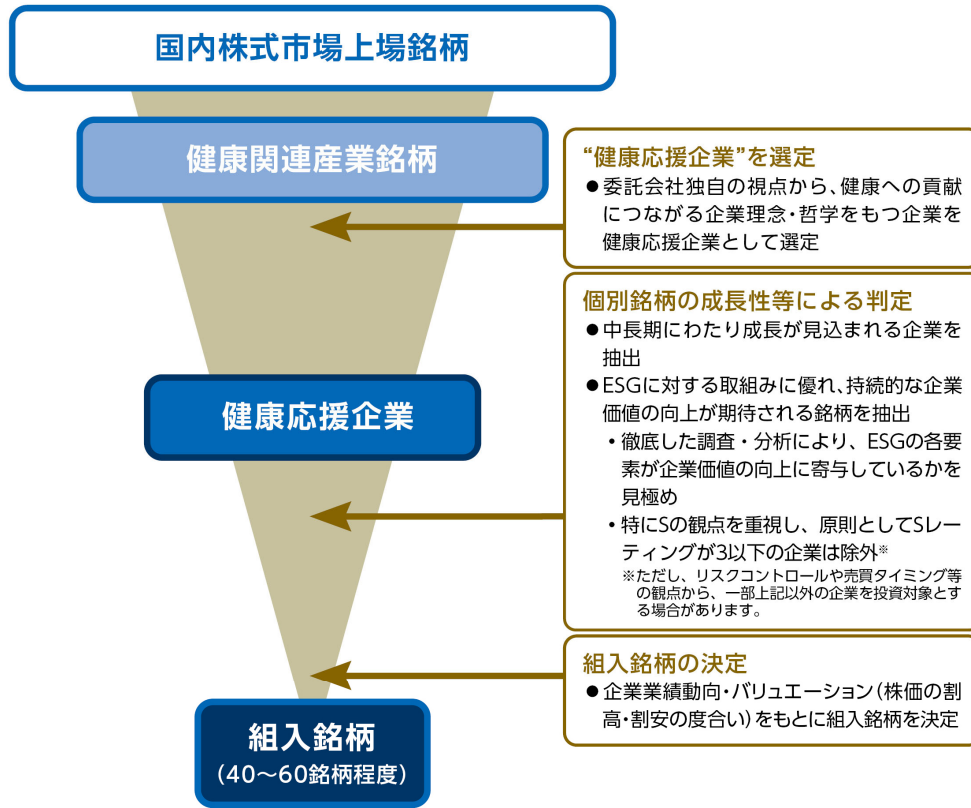 国内株式市場上場銘柄
健康関連産業銘柄
“健康応援企業”を選定
●委託会社独自の視点から、健康への貢献
につながる企業理念・哲学をもつ企業を
健康応援企業として選定
個別銘柄の成長性等による判定
●中長期にわたり成長が見込まれる企業を
抽出
●ESGに対する取組みに優れ、持続的な企業
価値の向上が期待される銘柄を抽出
・徹底した調査・分析により、ESGの各要
素が企業価値の向上に寄与しているかを
見極め
・特にSの観点を重視し、原則としてSレー
ティングが3以下の企業は除外※
※ただし、リスクコントロールや売買タイミング等
の観点から、一部上記以外の企業を投資対象とす
る場合があります。
健康応援企業
組入銘柄の決定
●企業業績動向・バリュエーション(株価の割
高・割安の度合い)をもとに組入銘柄を決定
組入銘柄
(40~60銘柄程度)